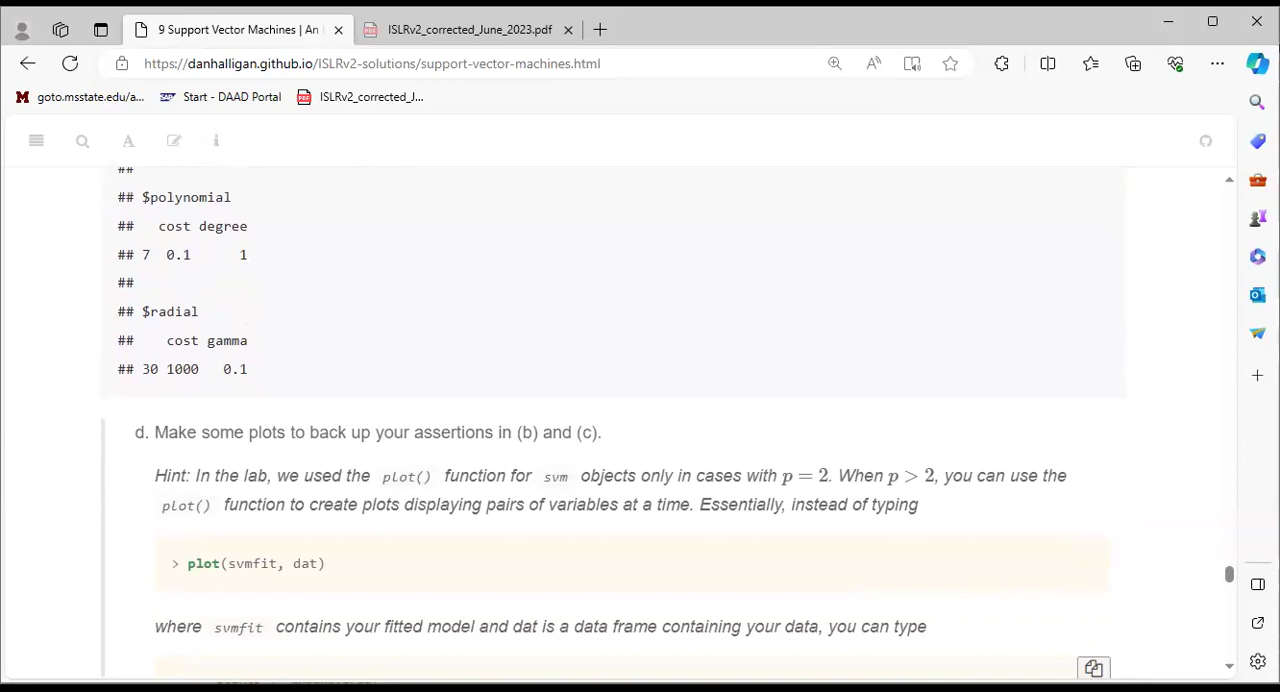 9 Support Vector Machines | An I
ISLRv2_corrected_June_2023.pdf
https://danhalligan.github.io/ISLRv2-solutions/support-vector-machines.html
goto.msstate.edu/a...
Start - DAAD Portal
ISLRv2_corrected_J...
##
## $polynomial
##   cost degree
## 7  0.1      1
##
## $radial
##    cost gamma
## 30 1000   0.1
d. Make some plots to back up your assertions in (b) and (c).
Hint: In the lab, we used the plot() function for svm objects only in cases with p = 2. When p > 2, you can use the
plot() function to create plots displaying pairs of variables at a time. Essentially, instead of typing
> plot(svmfit, dat)
where svmfit contains your fitted model and dat is a data frame containing your data, you can type